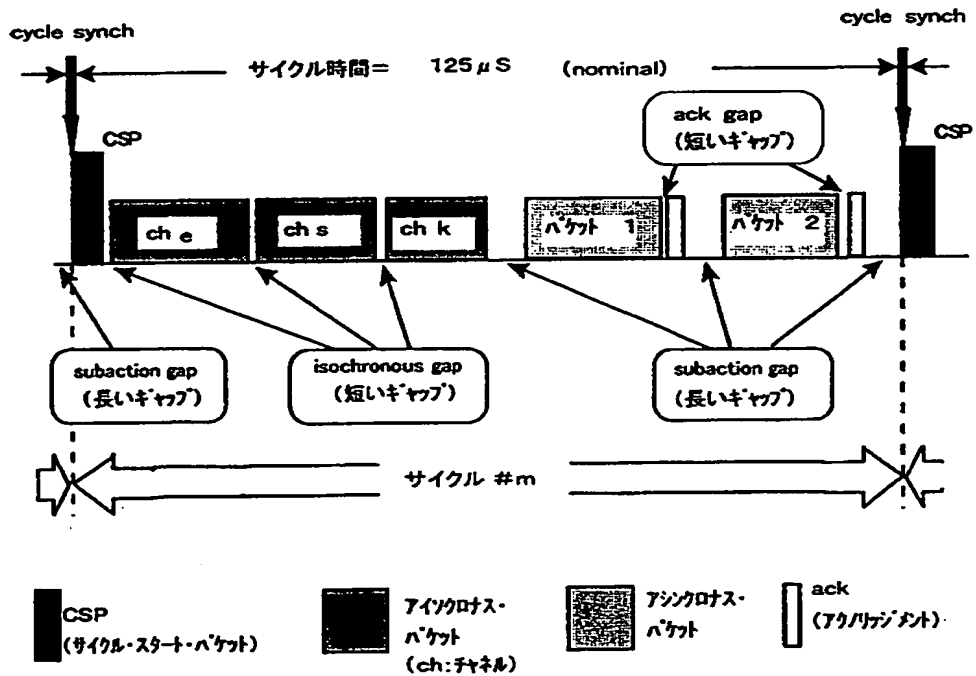 cycle synch
cycle synch
サイクル時間= 125μS (nominal)
CSP
CSP
ack gap
(短いギャップ)
ch e
ch s
ch k
パケット 1
パケット 2
subaction gap
(長いギャップ)
isochronous gap
(短いギャップ)
subaction gap
(長いギャップ)
サイクル #m
CSP
(サイクル・スタート・パケット)
アイソクロナス・
パケット
(ch:チャネル)
アシンクロナス・
パケット
ack
(アクノリッジメント)